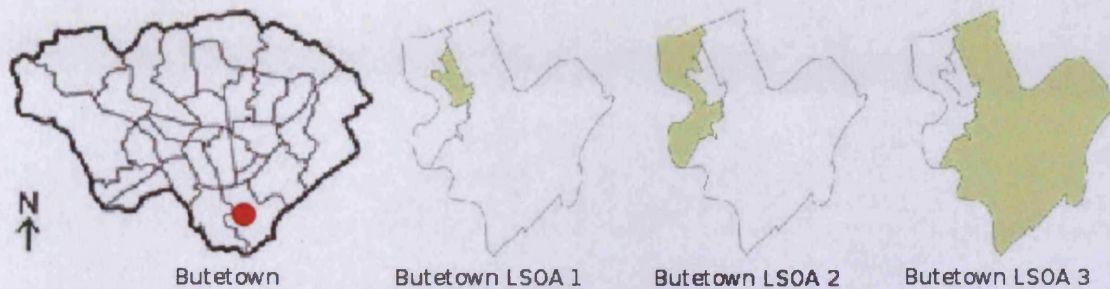 N
Butetown
Butetown LSOA 1
Butetown LSOA 2
Butetown LSOA 3